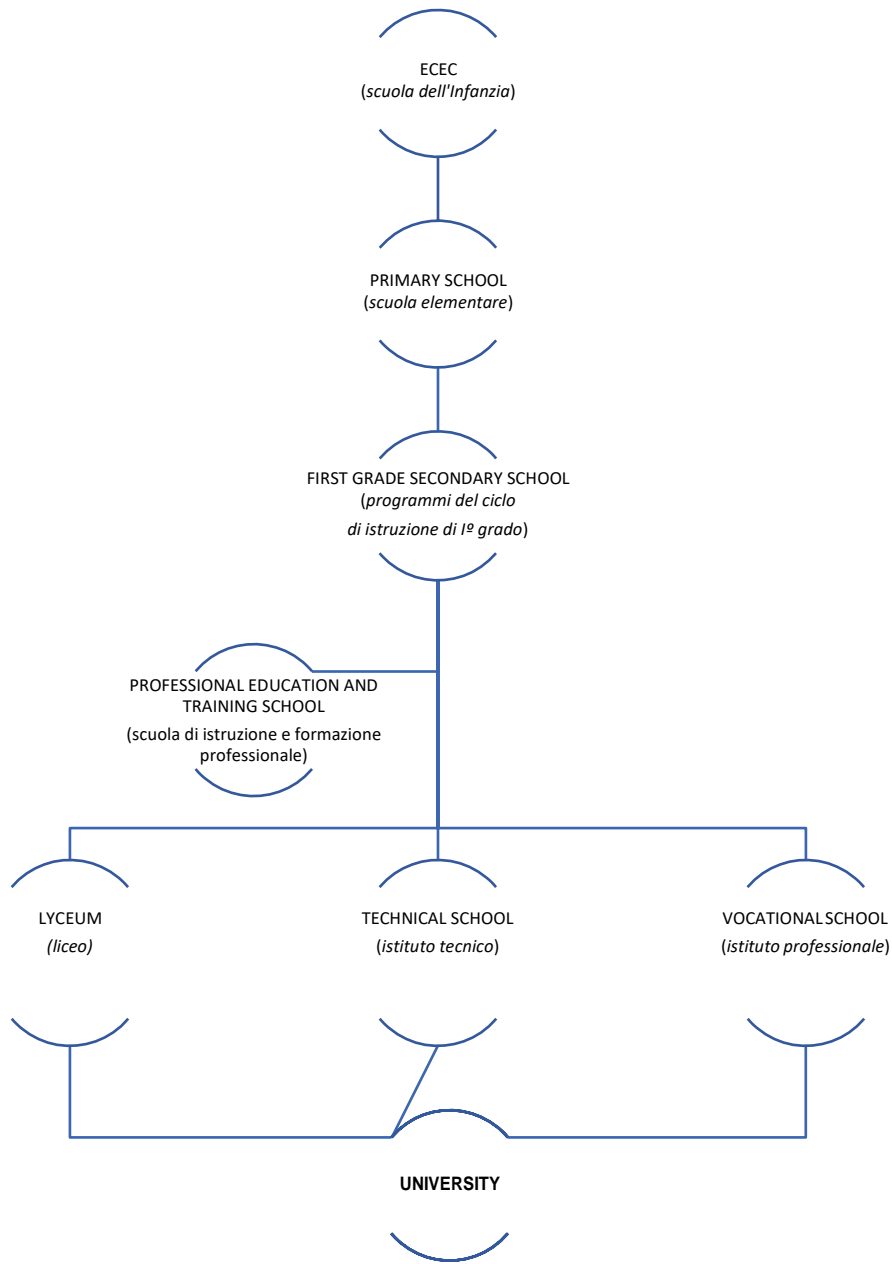 ECEC
(scuola dell'Infanzia)
PRIMARY SCHOOL
(scuola elementare)
FIRST GRADE SECONDARY SCHOOL
(programmi del ciclo
di istruzione di Iº grado)
PROFESSIONAL EDUCATION AND
TRAINING SCHOOL
(scuola di istruzione e formazione
professionale)
LYCEUM
(liceo)
TECHNICAL SCHOOL
(istituto tecnico)
VOCATIONAL SCHOOL
(istituto professionale)
UNIVERSITY